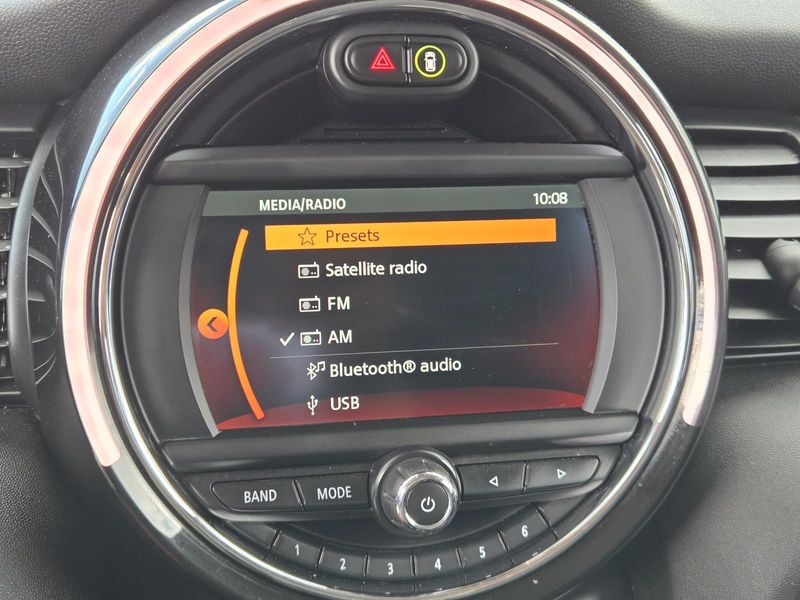 MEDIA/RADIO 10:08
Presets
Satellite radio
FM
AM
Bluetooth® audio
USB
BAND MODE
1 2 3 4 5 6